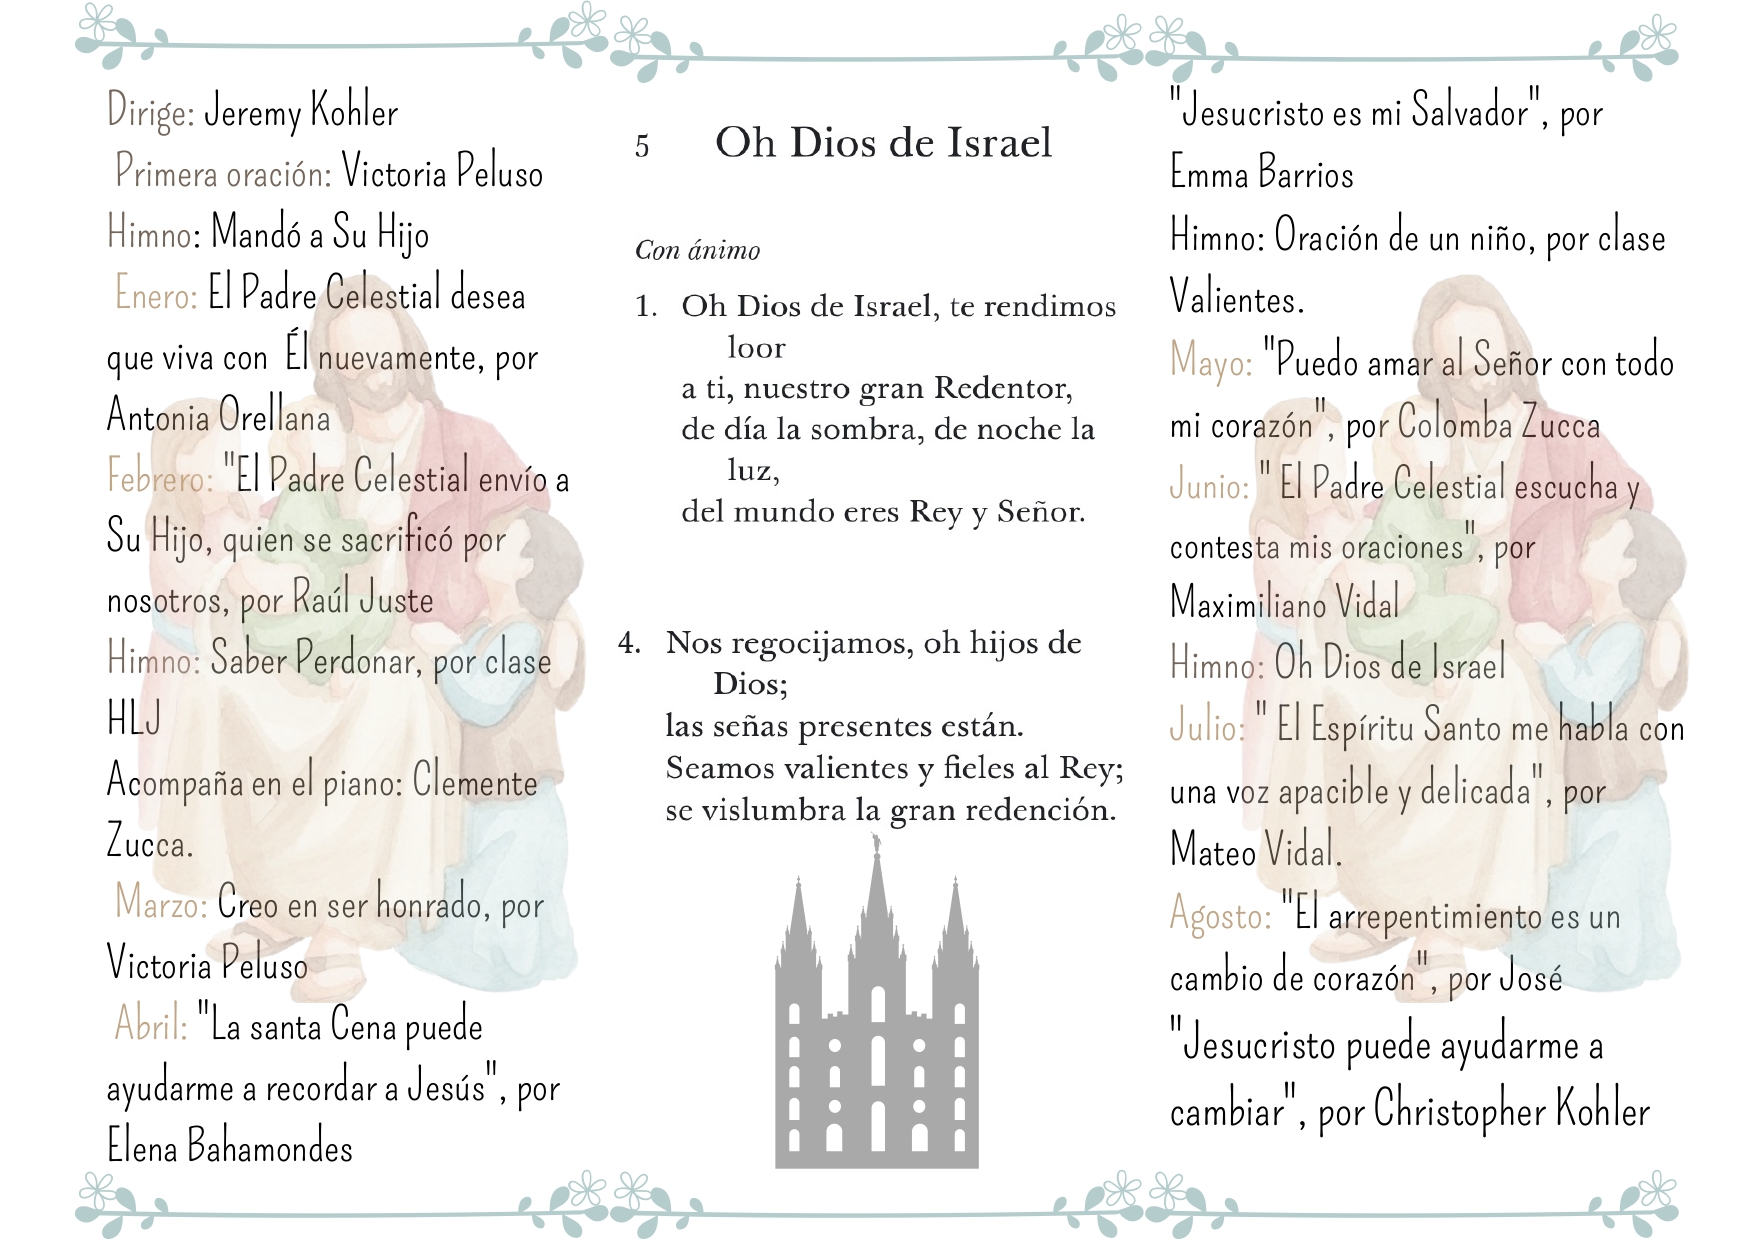 Dirige: Jeremy Kohler
Primera oración: Victoria Peluso
Himno: Mandó a Su Hijo
Enero: El Padre Celestial desea
que viva con Él nuevamente, por
Antonia Orellana
Febrero: "El Padre Celestial envío a
Su Hijo, quien se sacrificó por
nosotros, por Raúl Juste
Himno: Saber Perdonar, por clase
HLJ
Acompaña en el piano: Clemente
Zucca.
Marzo: Creo en ser honrado, por
Victoria Peluso
Abril: "La santa Cena puede
ayudarme a recordar a Jesús", por
Elena Bahamondes
5 Oh Dios de Israel
Con ánimo
1. Oh Dios de Israel, te rendimos
loor
a ti, nuestro gran Redentor,
de día la sombra, de noche la
luz,
del mundo eres Rey y Señor.
4. Nos regocijamos, oh hijos de
Dios;
las señas presentes están.
Seamos valientes y fieles al Rey;
se vislumbra la gran redención.
"Jesucristo es mi Salvador", por
Emma Barrios
Himno: Oración de un niño, por clase
Valientes.
Mayo: "Puedo amar al Señor con todo
mi corazón", por Colomba Zucca
Junio: " El Padre Celestial escucha y
contesta mis oraciones", por
Maximiliano Vidal
Himno: Oh Dios de Israel
Julio: " El Espíritu Santo me habla con
una voz apacible y delicada", por
Mateo Vidal.
Agosto: "El arrepentimiento es un
cambio de corazón", por José
"Jesucristo puede ayudarme a
cambiar", por Christopher Kohler